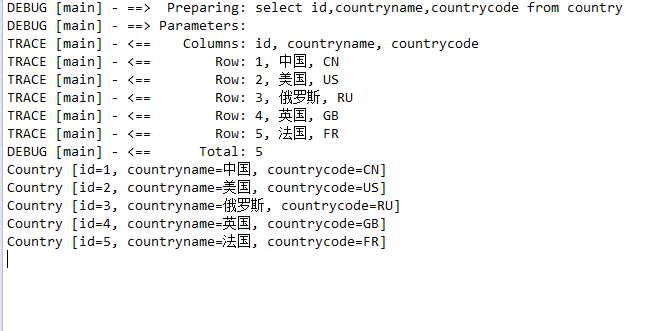 DEBUG [main] - ==>  Preparing: select id,countryname,countrycode from country
DEBUG [main] - ==> Parameters:
TRACE [main] - <==    Columns: id, countryname, countrycode
TRACE [main] - <==        Row: 1, 中国, CN
TRACE [main] - <==        Row: 2, 美国, US
TRACE [main] - <==        Row: 3, 俄罗斯, RU
TRACE [main] - <==        Row: 4, 英国, GB
TRACE [main] - <==        Row: 5, 法国, FR
DEBUG [main] - <==      Total: 5
Country [id=1, countryname=中国, countrycode=CN]
Country [id=2, countryname=美国, countrycode=US]
Country [id=3, countryname=俄罗斯, countrycode=RU]
Country [id=4, countryname=英国, countrycode=GB]
Country [id=5, countryname=法国, countrycode=FR]